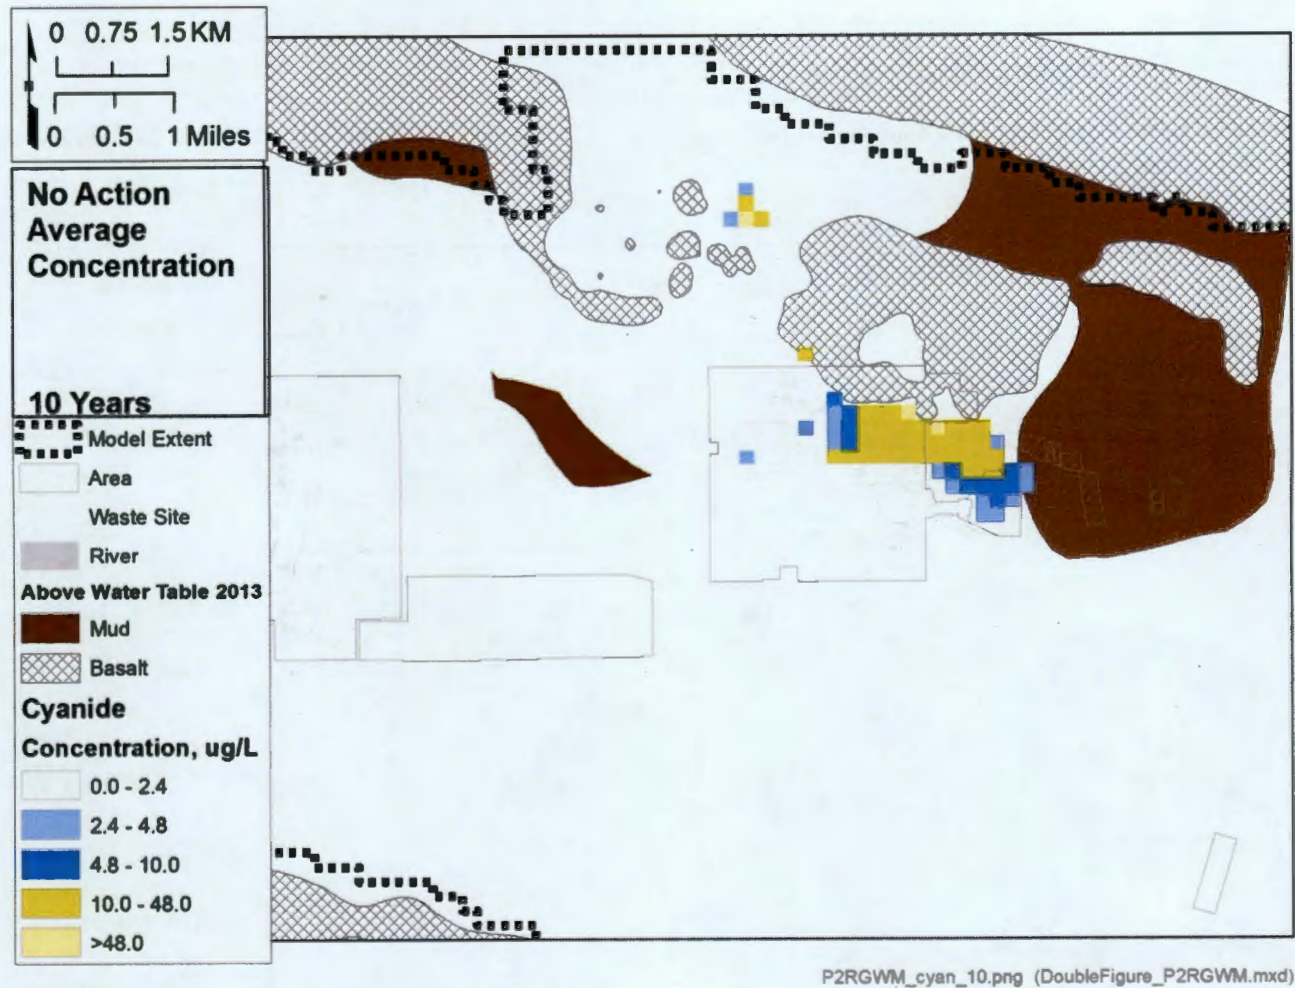 0 0.75 1.5 KM
0 0.5 1 Miles
No Action
Average
Concentration
10 Years
Model Extent
Area
Waste Site
River
Above Water Table 2013
Mud
Basalt
Cyanide
Concentration, ug/L
0.0 - 2.4
2.4 - 4.8
4.8 - 10.0
10.0 - 48.0
>48.0
P2RGWM_cyan_10.png (DoubleFigure_P2RGWM.mxd)